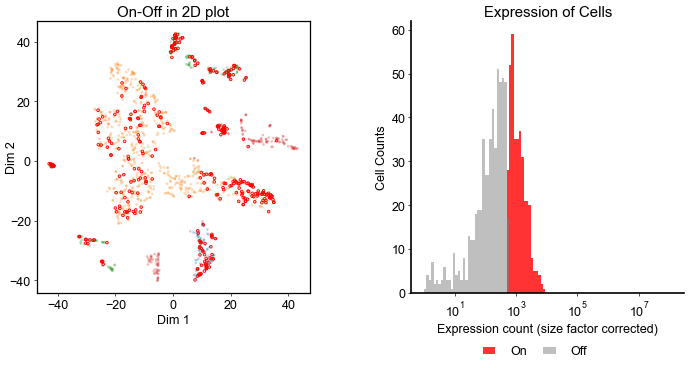 On-Off in 2D plot
40
20
0
−20
−40
Dim 2
−40 −20 0 20 40
Dim 1
Expression of Cells
60
50
40
30
20
10
0
Cell Counts
10^1 10^3 10^5 10^7
Expression count (size factor corrected)
On Off